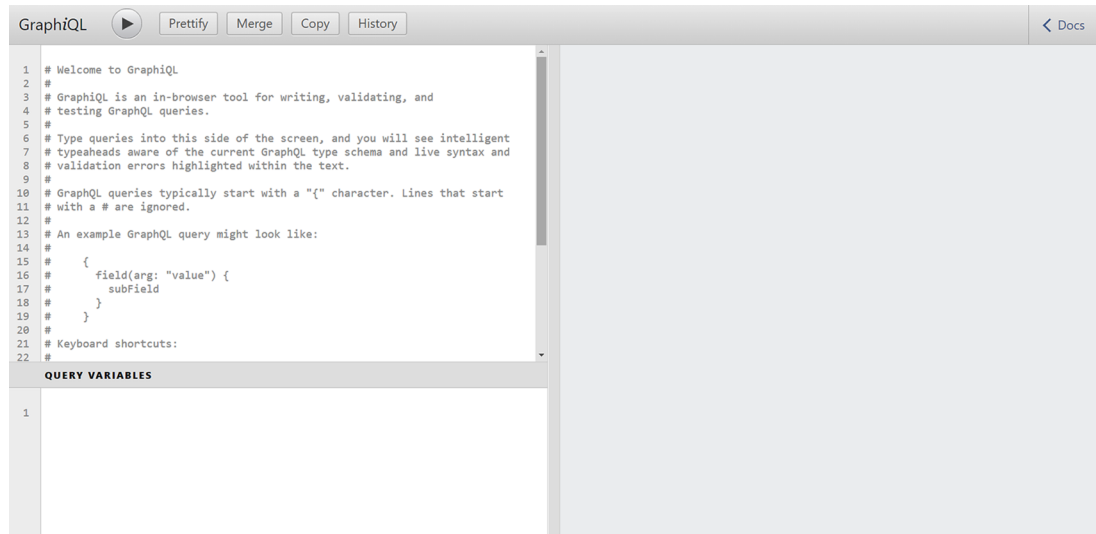 GraphiQL Prettify Merge Copy History Docs
1 # Welcome to GraphiQL
2 #
3 # GraphiQL is an in-browser tool for writing, validating, and
4 # testing GraphQL queries.
5 #
6 # Type queries into this side of the screen, and you will see intelligent
7 # typeaheads aware of the current GraphQL type schema and live syntax and
8 # validation errors highlighted within the text.
9 #
10 # GraphQL queries typically start with a "{" character. Lines that start
11 # with a # are ignored.
12 #
13 # An example GraphQL query might look like:
14 #
15 #     {
16 #       field(arg: "value") {
17 #         subField
18 #       }
19 #     }
20 #
21 # Keyboard shortcuts:
22 #
QUERY VARIABLES
1